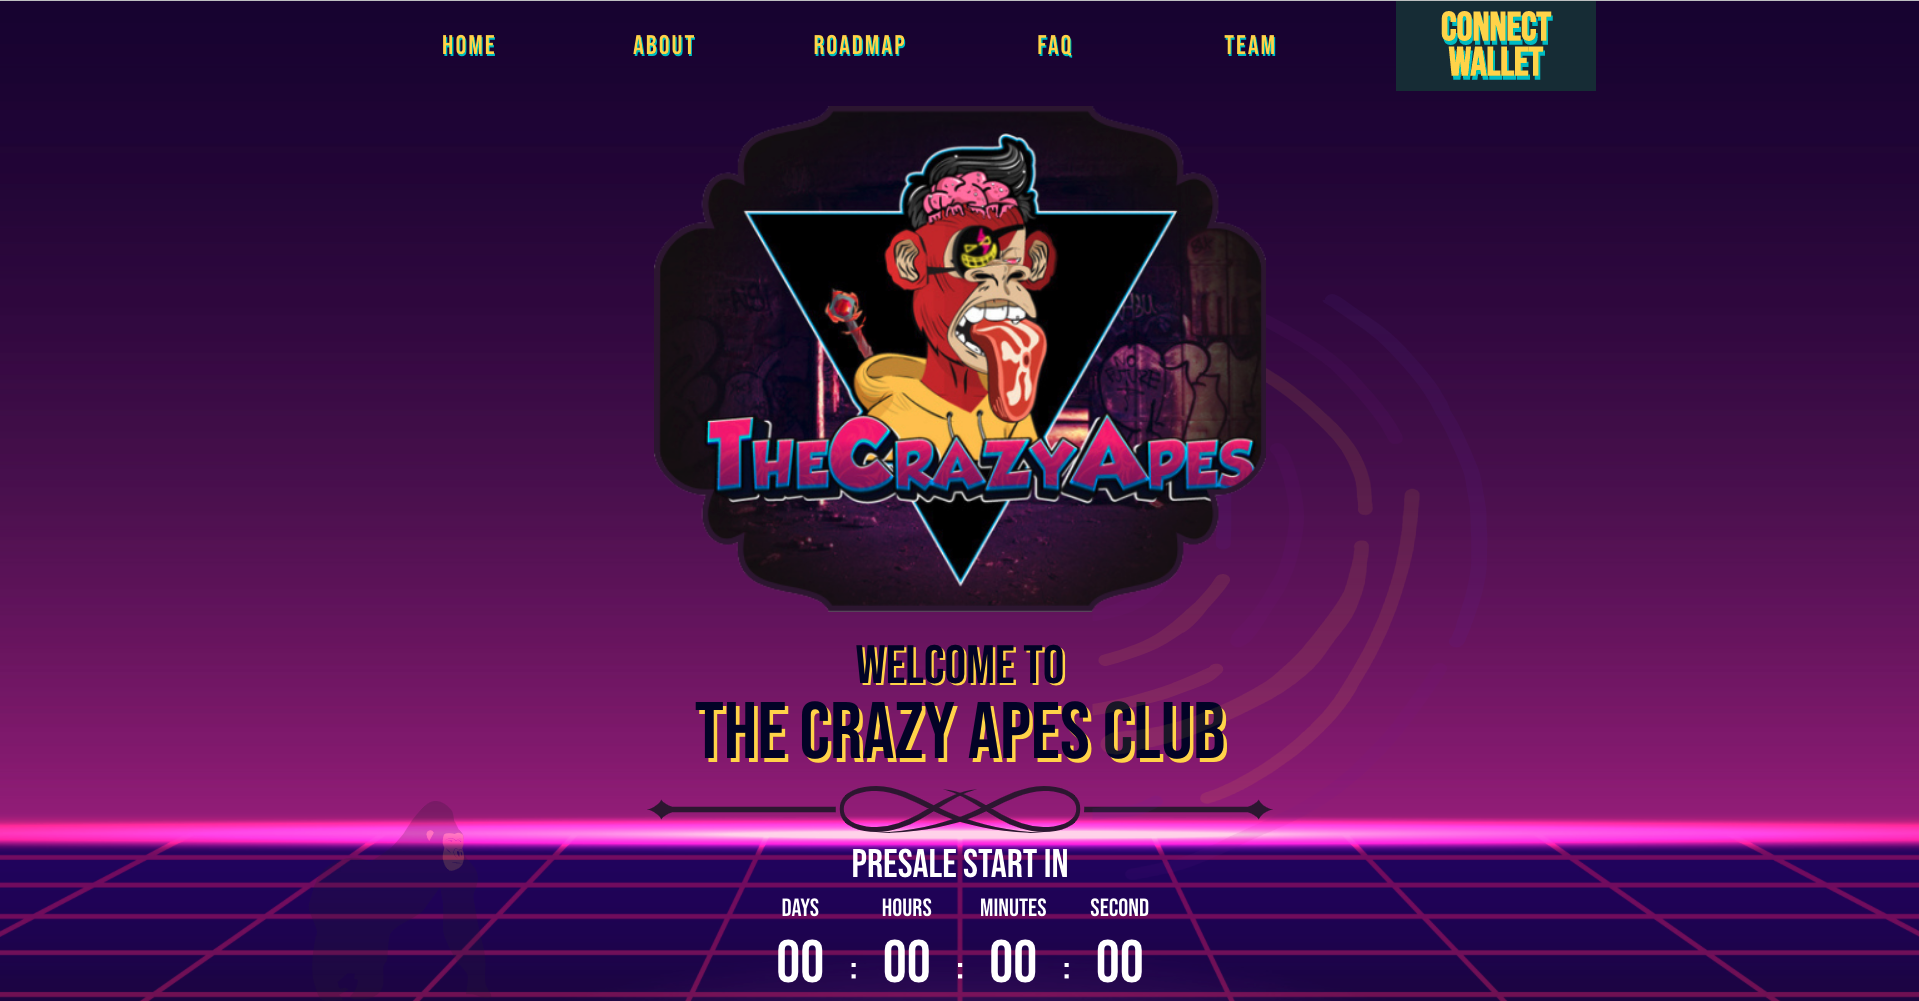 HOME
ABOUT
ROADMAP
FAQ
TEAM
CONNECT
WALLET
THECRAZYAPES
WELCOME TO
THE CRAZY APES CLUB
PRESALE START IN
DAYS HOURS MINUTES SECOND
00 : 00 : 00 : 00